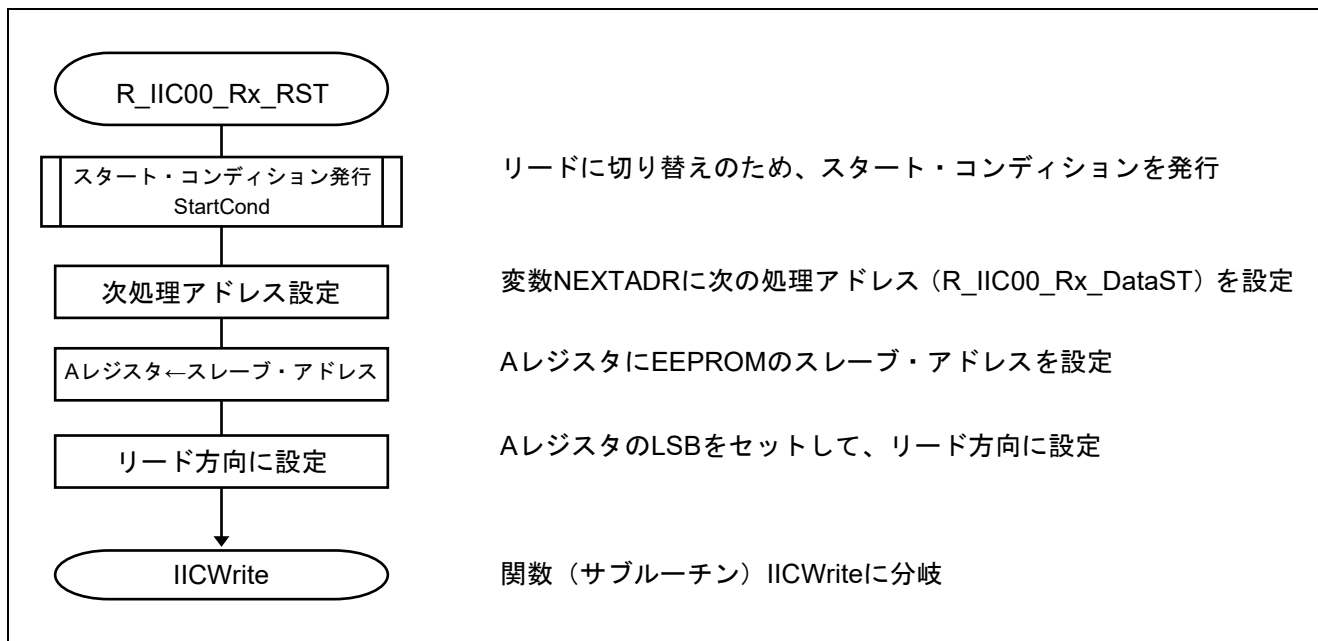 R_IIC00_Rx_RST
スタート・コンディション発行
StartCond
リードに切り替えのため、スタート・コンディションを発行
次処理アドレス設定
変数NEXTADRに次の処理アドレス（R_IIC00_Rx_DataST）を設定
Aレジスタ←スレーブ・アドレス
AレジスタにEEPROMのスレーブ・アドレスを設定
リード方向に設定
AレジスタのLSBをセットして、リード方向に設定
IICWrite
関数（サブルーチン）IICWriteに分岐